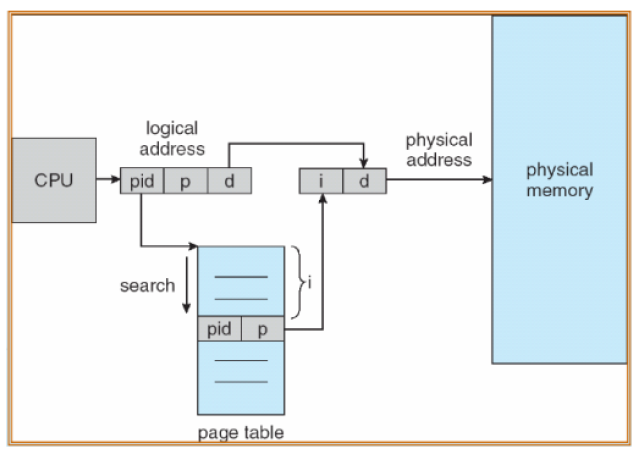 logical
address
physical
address
CPU
pid p d
i d
physical
memory
search
i
pid p
page table